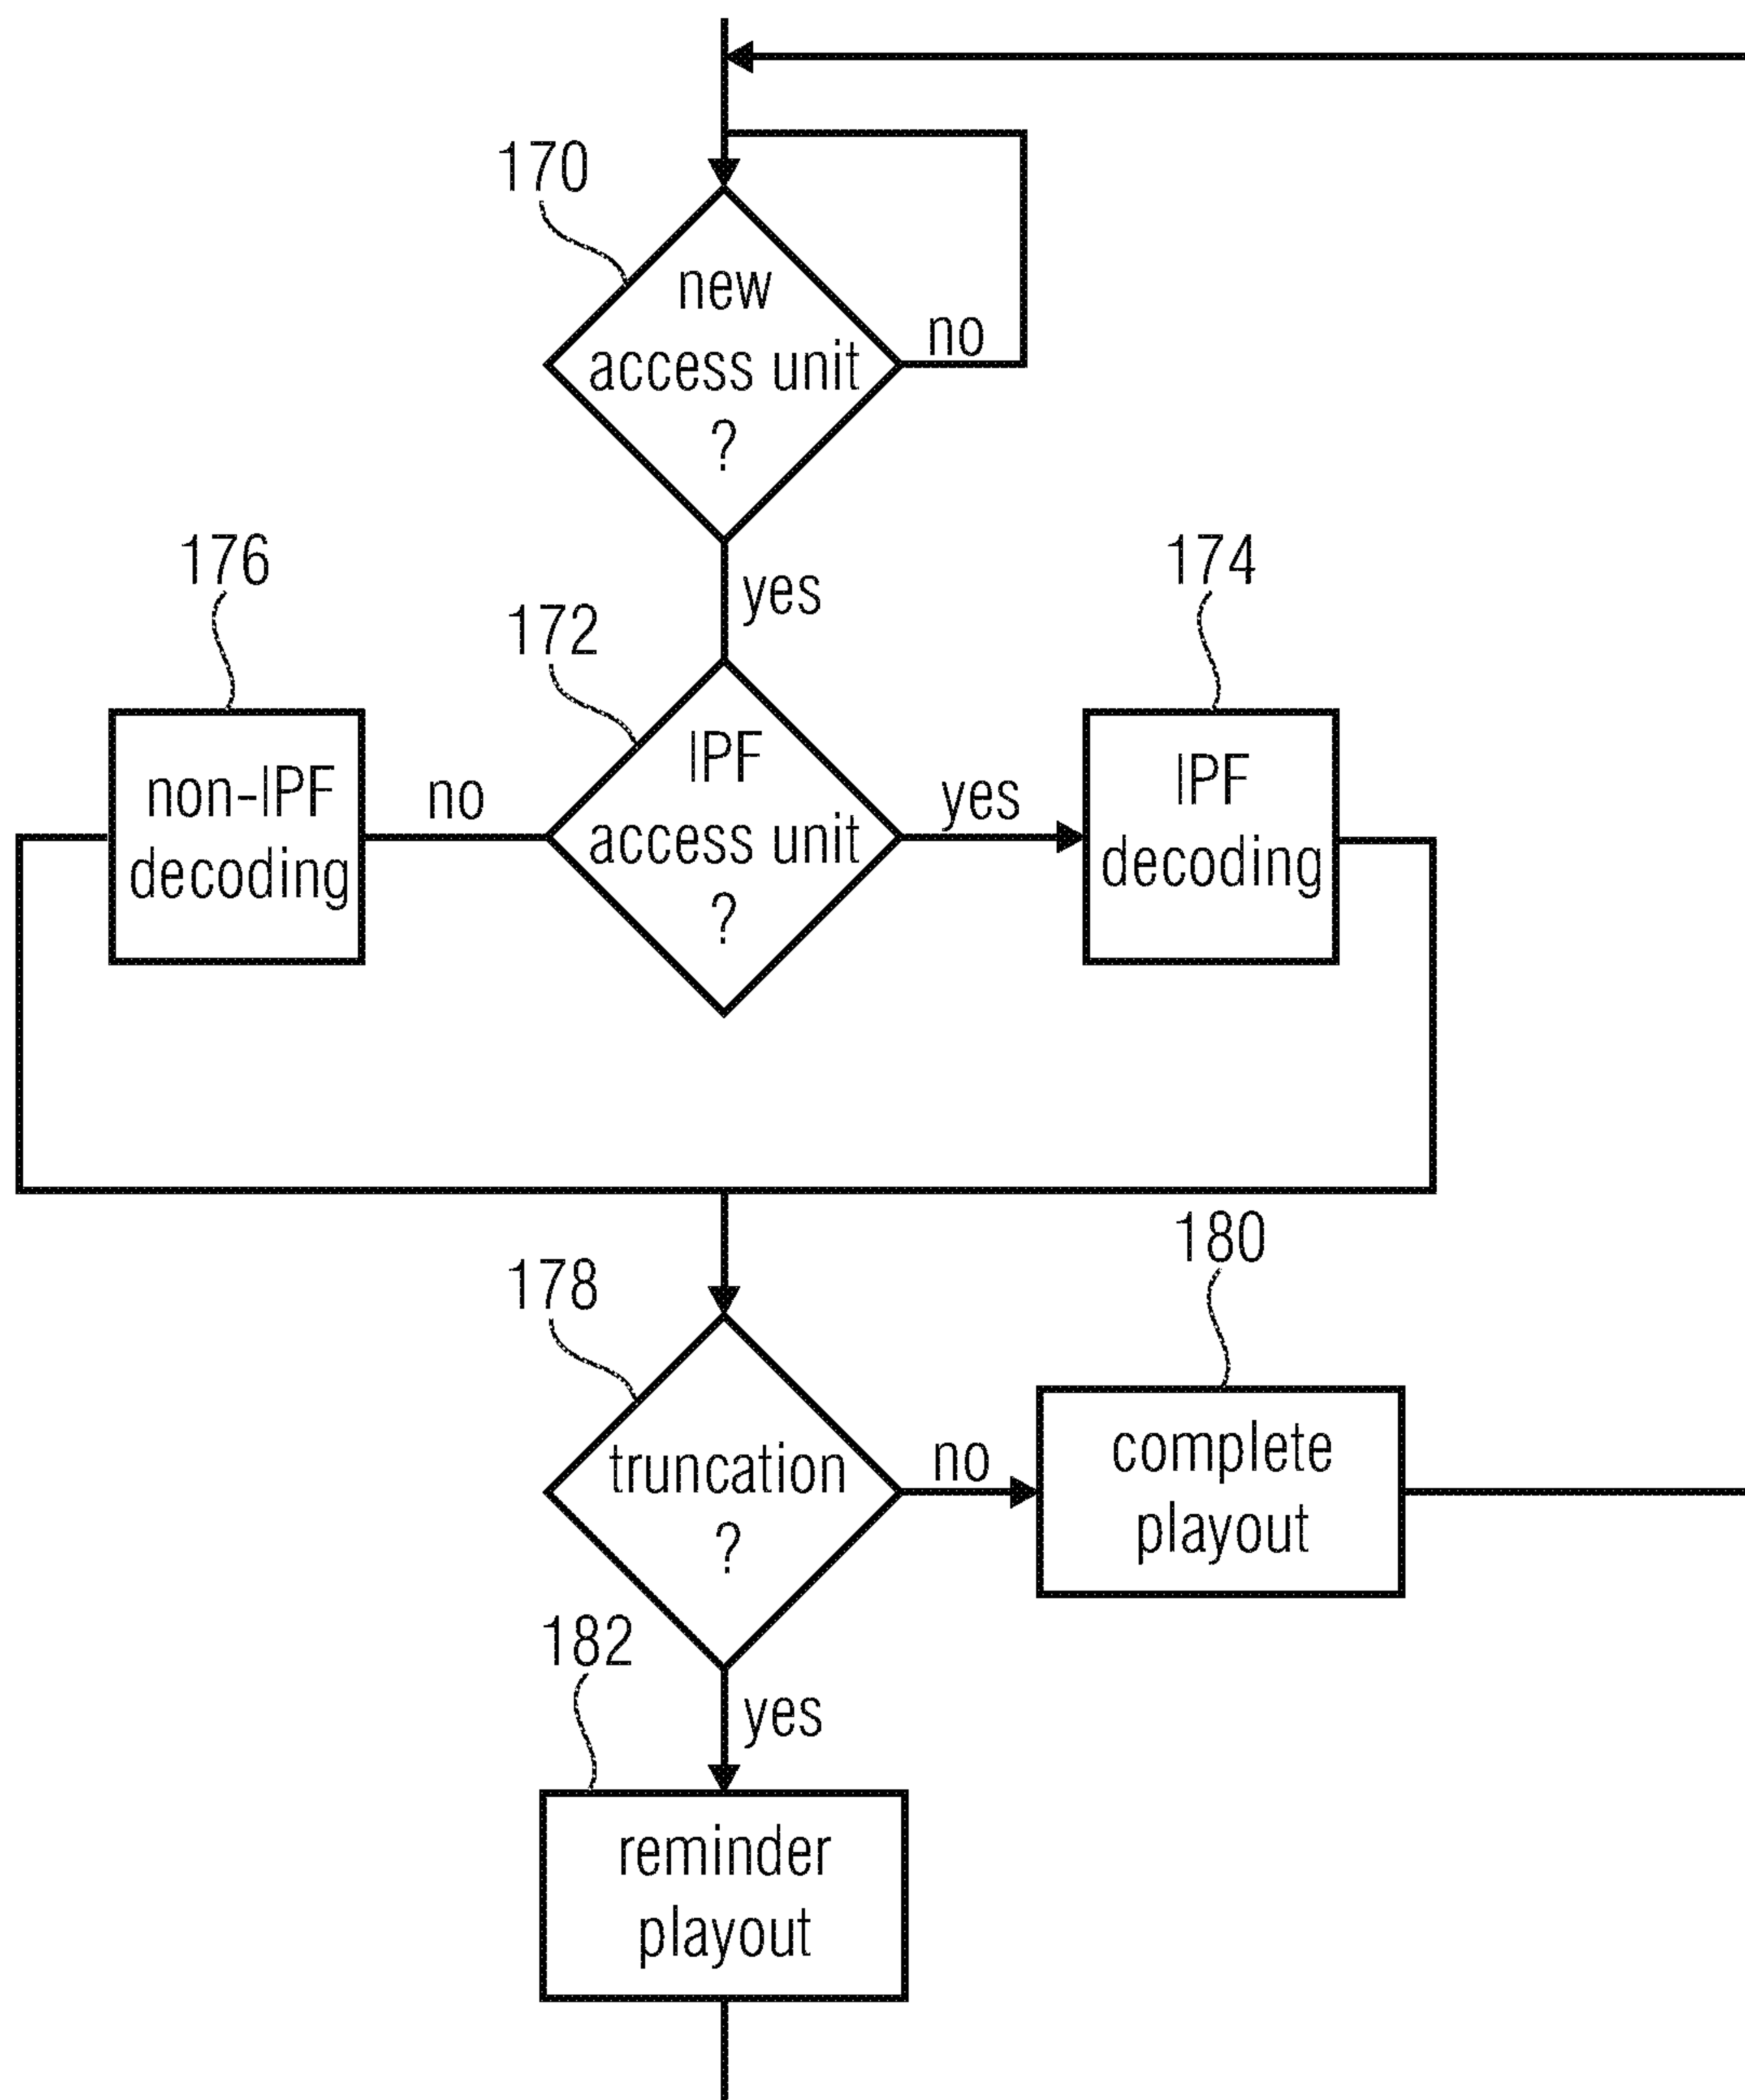 170
new
access unit
?
no
yes
176
172
174
non-IPF
decoding
no
IPF
access unit
?
yes
IPF
decoding
178
180
truncation
?
no
complete
playout
182
yes
reminder
playout